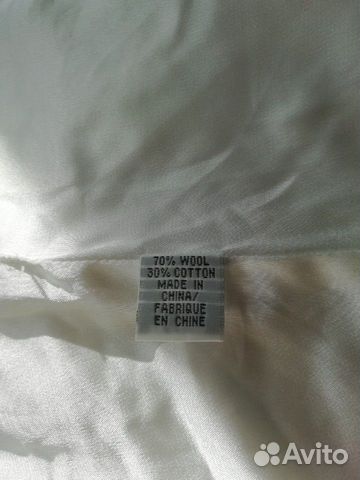 70% WOOL
30% COTTON
MADE IN
CHINA/
FABRIQUE
EN CHINE
Avito